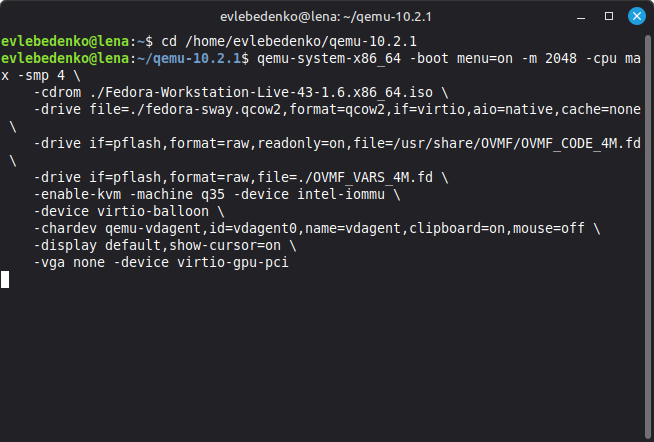 evlebedenko@lena: ~/qemu-10.2.1
evlebedenko@lena:~$ cd /home/evlebedenko/qemu-10.2.1
evlebedenko@lena:~/qemu-10.2.1$ qemu-system-x86_64 -boot menu=on -m 2048 -cpu ma
x -smp 4 \
    -cdrom ./Fedora-Workstation-Live-43-1.6.x86_64.iso \
    -drive file=./fedora-sway.qcow2,format=qcow2,if=virtio,aio=native,cache=none
 \
    -drive if=pflash,format=raw,readonly=on,file=/usr/share/OVMF/OVMF_CODE_4M.fd
 \
    -drive if=pflash,format=raw,file=./OVMF_VARS_4M.fd \
    -enable-kvm -machine q35 -device intel-iommu \
    -device virtio-balloon \
    -chardev qemu-vdagent,id=vdagent0,name=vdagent,clipboard=on,mouse=off \
    -display default,show-cursor=on \
    -vga none -device virtio-gpu-pci